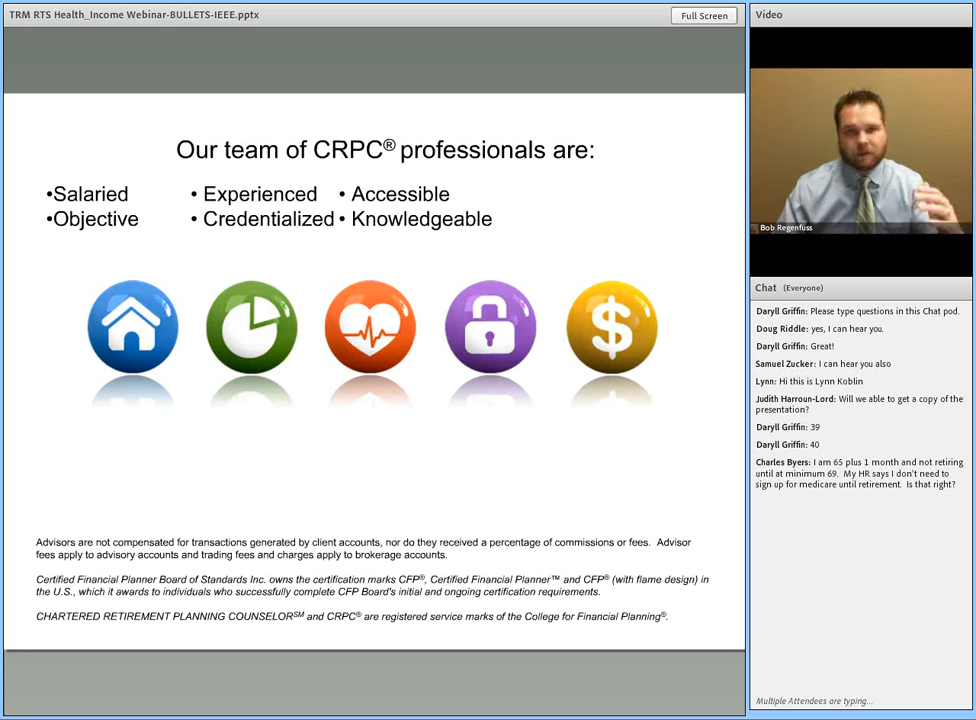 TRM RTS Health_Income Webinar-BULLETS-IEEE.pptx
Full Screen
Our team of CRPC® professionals are:
•Salaried • Experienced • Accessible
•Objective • Credentialized • Knowledgeable
$
Advisors are not compensated for transactions generated by client accounts, nor do they received a percentage of commissions or fees. Advisor
fees apply to advisory accounts and trading fees and charges apply to brokerage accounts.
Certified Financial Planner Board of Standards Inc. owns the certification marks CFP®, Certified Financial Planner™ and CFP® (with flame design) in
the U.S., which it awards to individuals who successfully complete CFP Board's initial and ongoing certification requirements.
CHARTERED RETIREMENT PLANNING COUNSELOR℠ and CRPC® are registered service marks of the College for Financial Planning®.
Video
Bob Regenfuss
Chat (Everyone)
Daryll Griffin: Please type questions in this Chat pod.
Doug Riddle: yes, I can hear you.
Daryll Griffin: Great!
Samuel Zucker: I can hear you also
Lynn: Hi this is Lynn Koblin
Judith Harroun-Lord: Will we able to get a copy of the
presentation?
Daryll Griffin: 39
Daryll Griffin: 40
Charles Byers: I am 65 plus 1 month and not retiring
until at minimum 69. My HR says I don't need to
sign up for medicare until retirement. Is that right?
Multiple Attendees are typing...